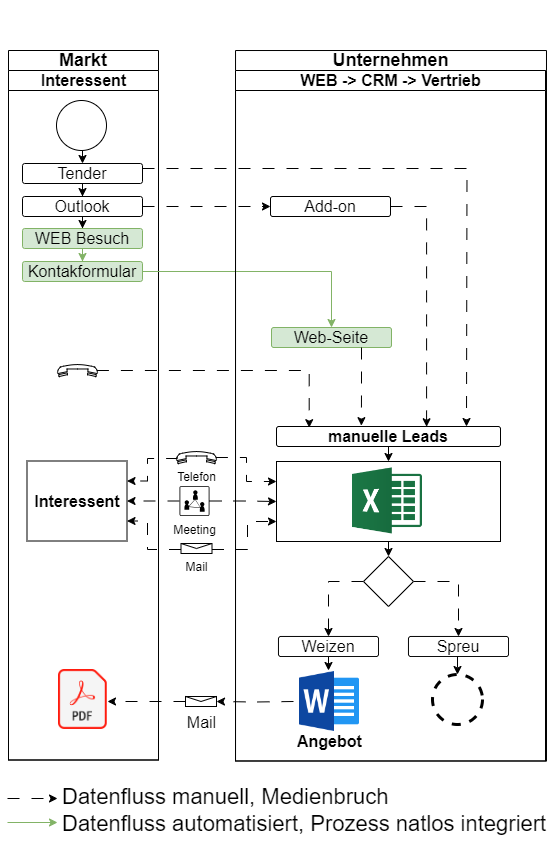 Markt
Unternehmen
Interessent
WEB -> CRM -> Vertrieb
Tender
Outlook
Add-on
WEB Besuch
Kontakformular
Web-Seite
manuelle Leads
Telefon
Interessent
X
Meeting
Mail
Weizen
Spreu
PDF
Mail
W
Angebot
Datenfluss manuell, Medienbruch
Datenfluss automatisiert, Prozess natlos integriert